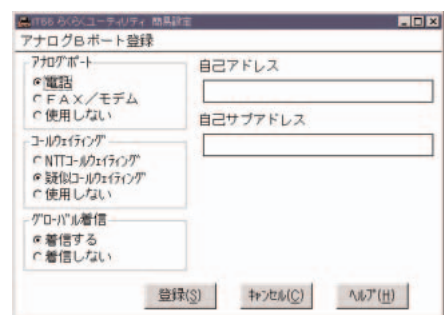 IT66 らくらくユーティリティ 簡易設定
アナログBポート登録
アナログポート
電話
FAX／モデム
使用しない
コールウェイティング
NTTコールウェイティング
疑似コールウェイティング
使用しない
グローバル着信
着信する
着信しない
自己アドレス
自己サブアドレス
登録(S)
キャンセル(C)
ヘルプ(H)